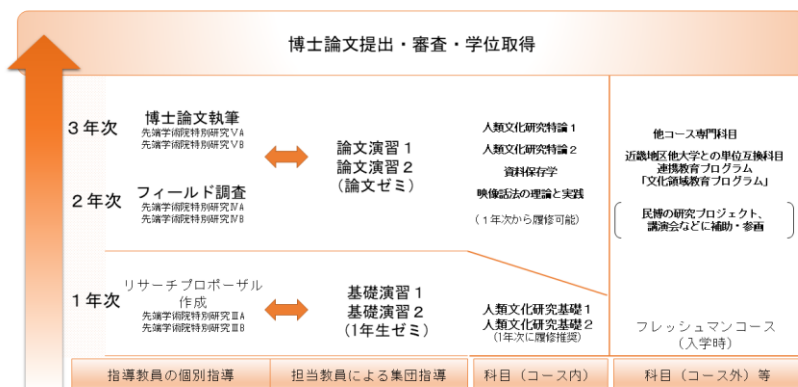 博士論文提出・審査・学位取得
3年次
博士論文執筆
先端学術院特別研究ⅤA
先端学術院特別研究ⅤB
2年次
フィールド調査
先端学術院特別研究ⅣA
先端学術院特別研究ⅣB
論文演習1
論文演習2
(論文ゼミ)
人類文化研究特論1
人類文化研究特論2
資料保存学
映像話法の理論と実践
(1年次から履修可能)
他コース専門科目
近畿地区他大学との単位互換科目
連携教育プログラム
「文化領域教育プログラム」
民博の研究プロジェクト、
講演会などに補助・参画
1年次
リサーチプロポーザル
作成
先端学術院特別研究ⅢA
先端学術院特別研究ⅢB
基礎演習1
基礎演習2
(1年生ゼミ)
人類文化研究基礎1
人類文化研究基礎2
(1年次に履修推奨)
フレッシュマンコース
(入学時)
指導教員の個別指導
担当教員による集団指導
科目(コース内)
科目(コース外)等